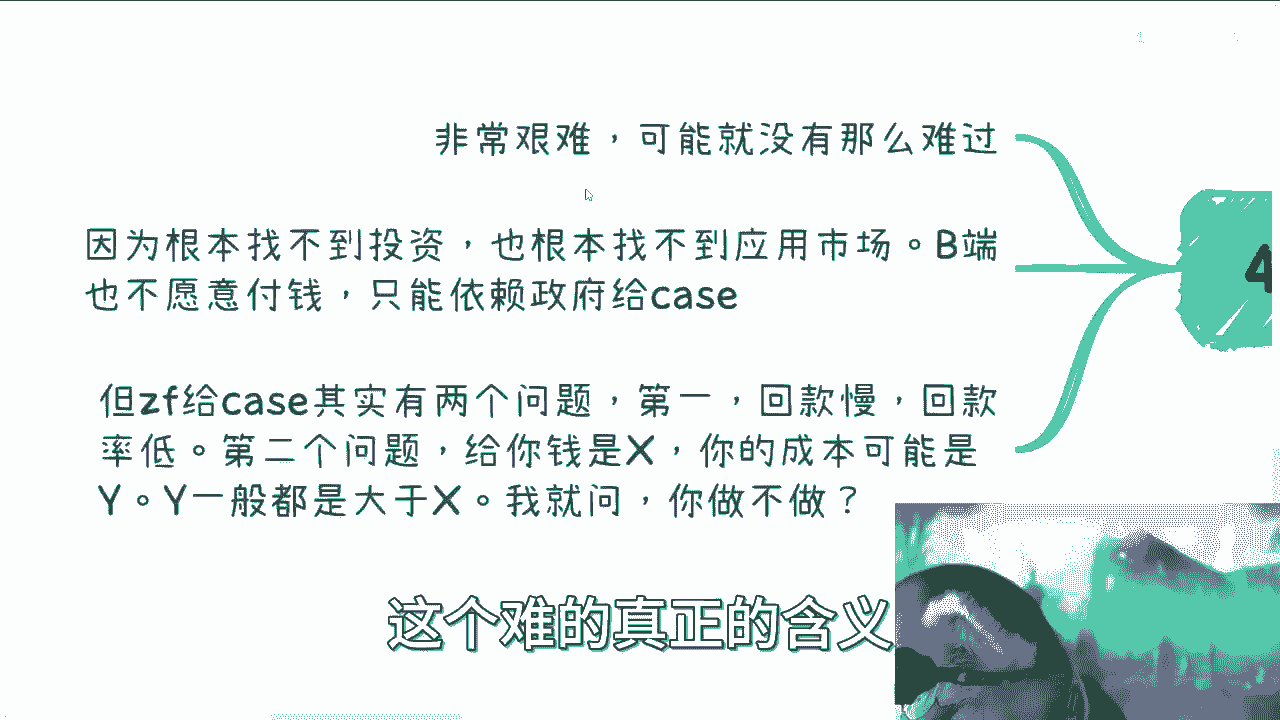 非常艰难，可能就没有那么难过
因为根本找不到投资，也根本找不到应用市场。B端
也不愿意付钱，只能依赖政府给case
4
但zf给case其实有两个问题，第一，回款慢，回款
率低。第二个问题，给你钱是X，你的成本可能是
Y。Y一般都是大于X。我就问，你做不做？
这个难的真正的含义